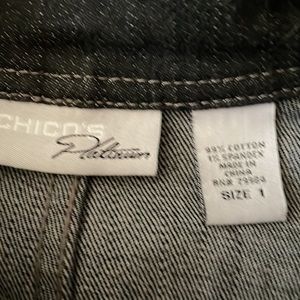 CHICO'S
Platinum
99% COTTON
1% SPANDEX
MADE IN
CHINA
SIZE 1